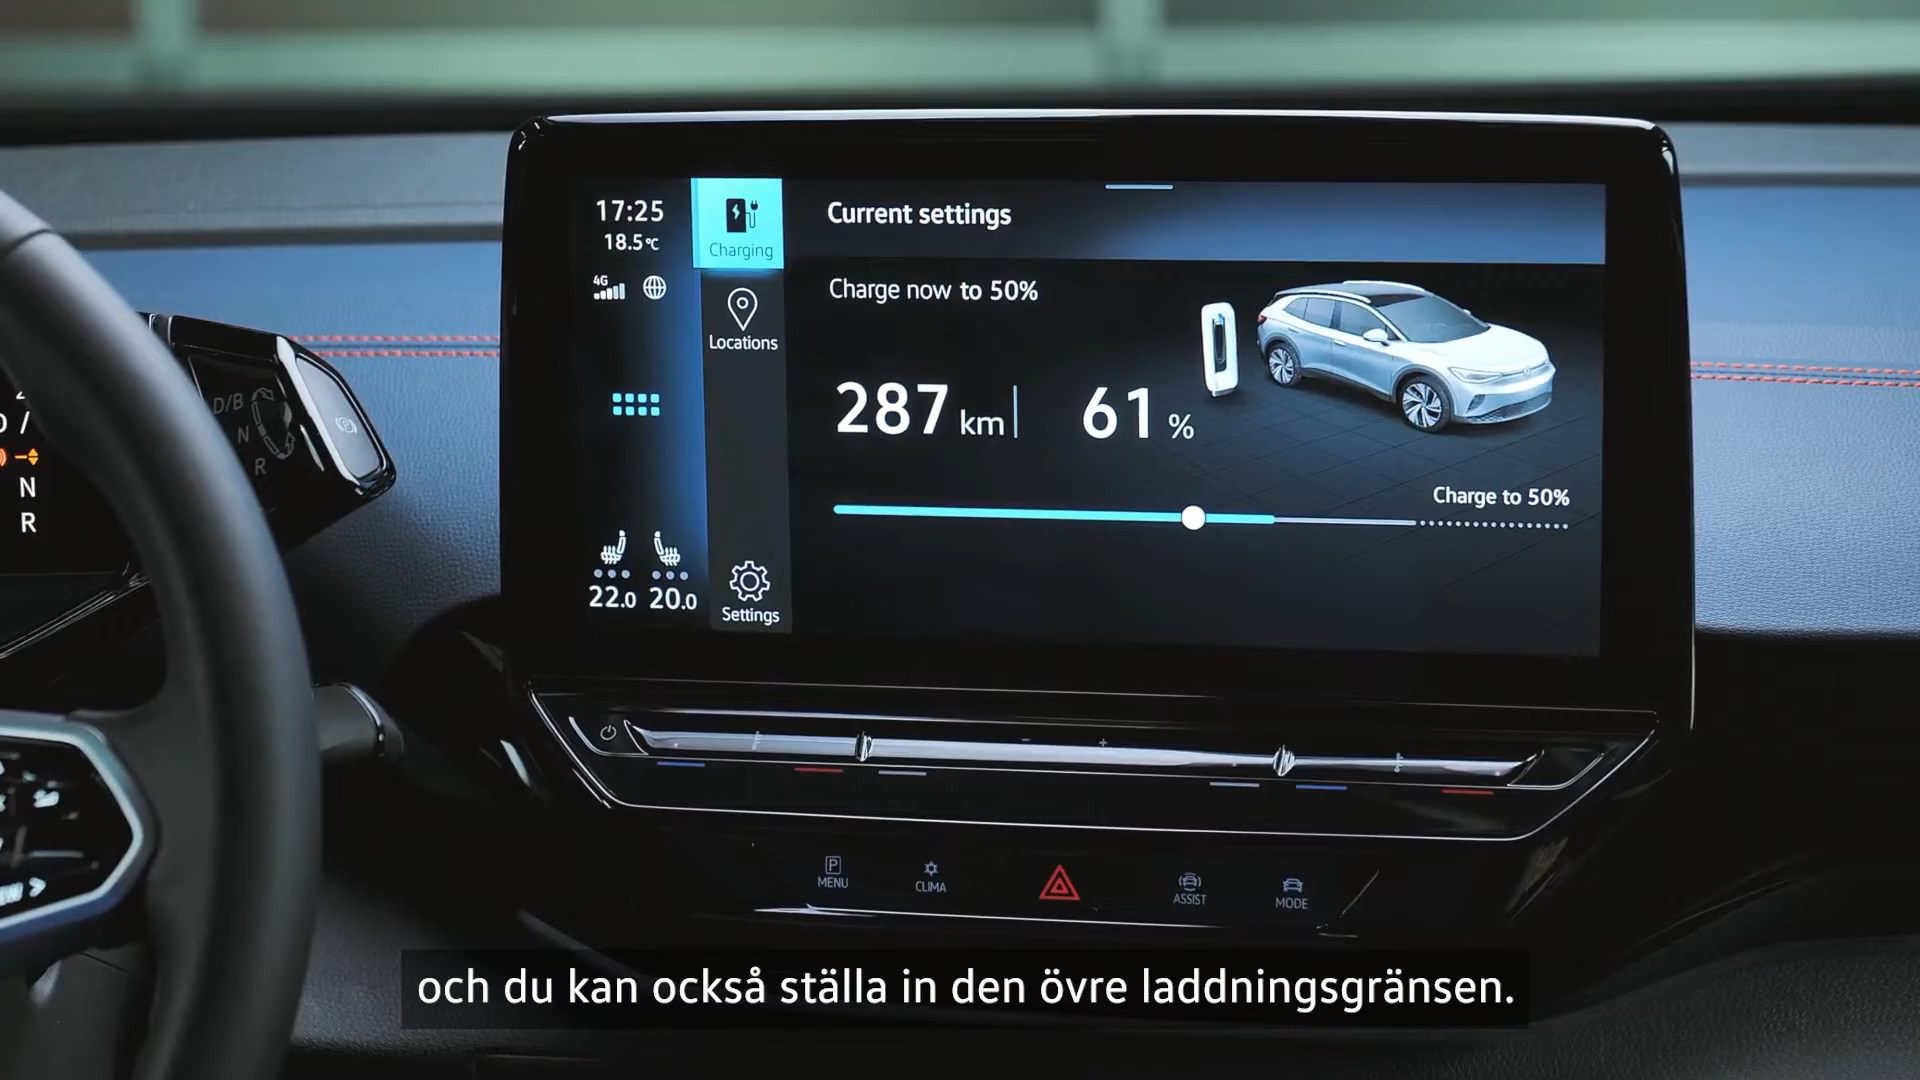 17:25
18.5°C
4G
Charging
Locations
Settings
22.0 20.0
Current settings
Charge now to 50%
287 km
61 %
Charge to 50%
D/B
N
R
N
R
P
MENU
CLIMA
ASSIST
MODE
och du kan också ställa in den övre laddningsgränsen.